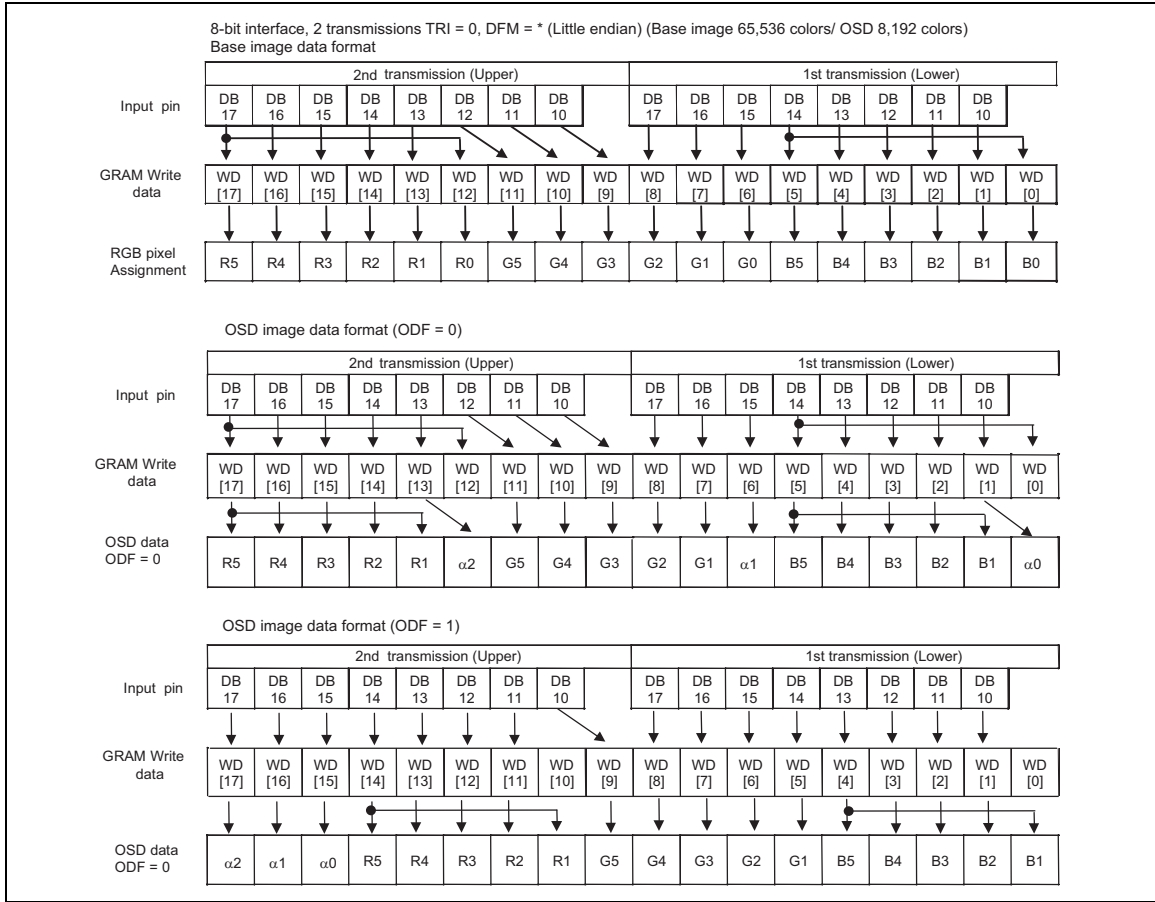 8-bit interface, 2 transmissions TRI = 0, DFM = * (Little endian) (Base image 65,536 colors/ OSD 8,192 colors)
Base image data format
2nd transmission (Upper) 1st transmission (Lower)
Input pin DB 17 DB 16 DB 15 DB 14 DB 13 DB 12 DB 11 DB 10 DB 17 DB 16 DB 15 DB 14 DB 13 DB 12 DB 11 DB 10
GRAM Write data WD [17] WD [16] WD [15] WD [14] WD [13] WD [12] WD [11] WD [10] WD [9] WD [8] WD [7] WD [6] WD [5] WD [4] WD [3] WD [2] WD [1] WD [0]
RGB pixel Assignment R5 R4 R3 R2 R1 R0 G5 G4 G3 G2 G1 G0 B5 B4 B3 B2 B1 B0
OSD image data format (ODF = 0)
2nd transmission (Upper) 1st transmission (Lower)
Input pin DB 17 DB 16 DB 15 DB 14 DB 13 DB 12 DB 11 DB 10 DB 17 DB 16 DB 15 DB 14 DB 13 DB 12 DB 11 DB 10
GRAM Write data WD [17] WD [16] WD [15] WD [14] WD [13] WD [12] WD [11] WD [10] WD [9] WD [8] WD [7] WD [6] WD [5] WD [4] WD [3] WD [2] WD [1] WD [0]
OSD data ODF = 0 R5 R4 R3 R2 R1 α2 G5 G4 G3 G2 G1 α1 B5 B4 B3 B2 B1 α0
OSD image data format (ODF = 1)
2nd transmission (Upper) 1st transmission (Lower)
Input pin DB 17 DB 16 DB 15 DB 14 DB 13 DB 12 DB 11 DB 10 DB 17 DB 16 DB 15 DB 14 DB 13 DB 12 DB 11 DB 10
GRAM Write data WD [17] WD [16] WD [15] WD [14] WD [13] WD [12] WD [11] WD [10] WD [9] WD [8] WD [7] WD [6] WD [5] WD [4] WD [3] WD [2] WD [1] WD [0]
OSD data ODF = 0 α2 α1 α0 R5 R4 R3 R2 R1 G5 G4 G3 G2 G1 B5 B4 B3 B2 B1